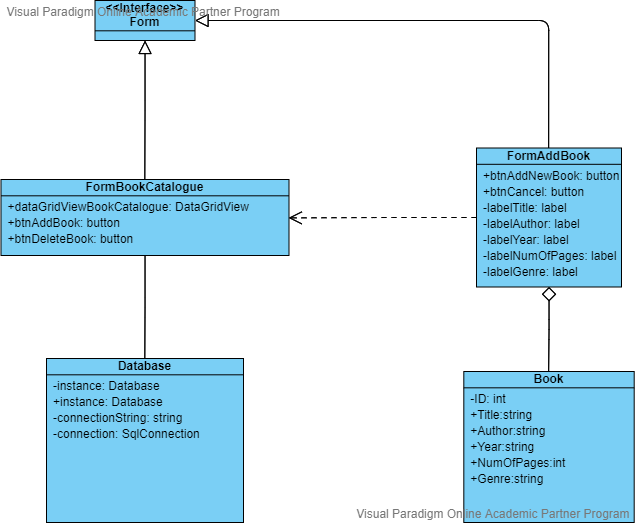 <<Interface>>
Visual Paradigm Online Academic Partner Program
Form
FormBookCatalogue
+dataGridViewBookCatalogue: DataGridView
+btnAddBook: button
+btnDeleteBook: button
FormAddBook
+btnAddNewBook: button
+btnCancel: button
-labelTitle: label
-labelAuthor: label
-labelYear: label
-labelNumOfPages: label
-labelGenre: label
Database
-instance: Database
+instance: Database
-connectionString: string
-connection: SqlConnection
Book
-ID: int
+Title:string
+Author:string
+Year:string
+NumOfPages:int
+Genre:string
Visual Paradigm Online Academic Partner Program